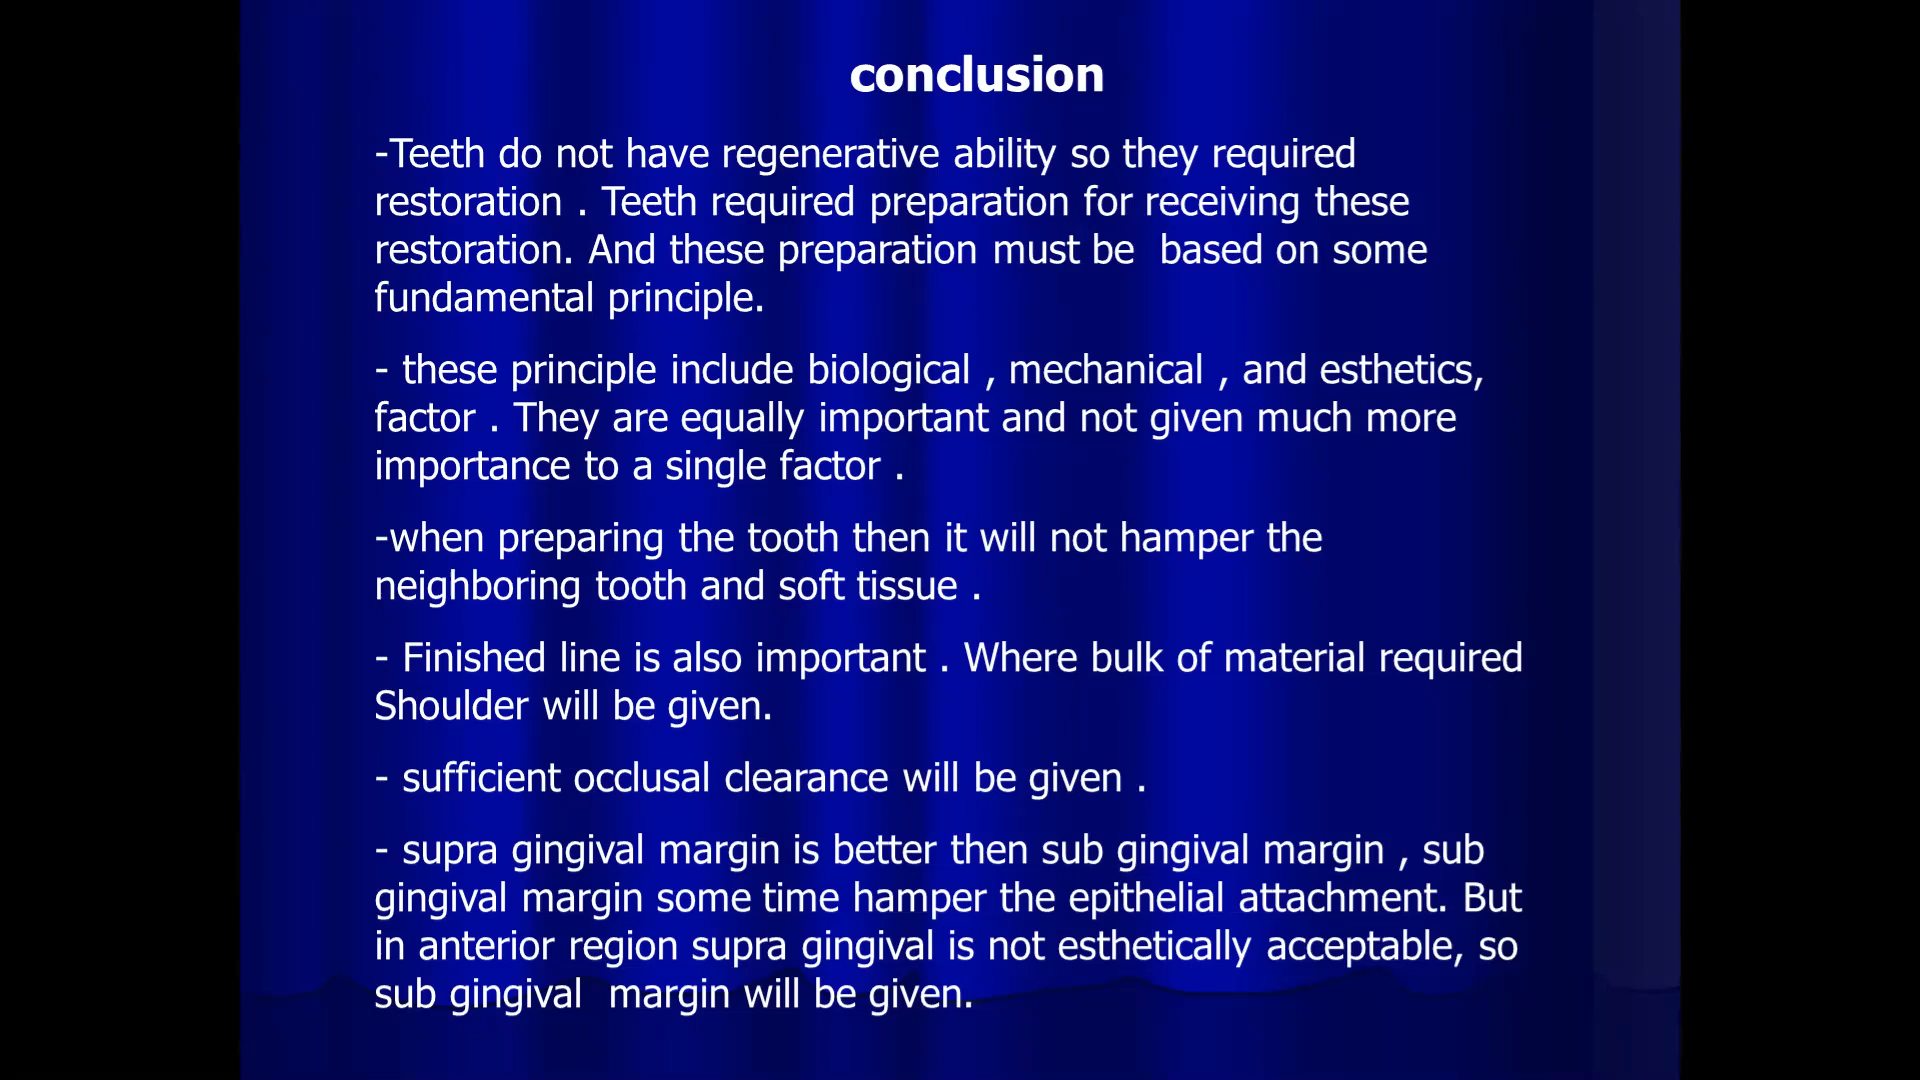 conclusion
-Teeth do not have regenerative ability so they required
restoration . Teeth required preparation for receiving these
restoration. And these preparation must be  based on some
fundamental principle.
- these principle include biological , mechanical , and esthetics,
factor . They are equally important and not given much more
importance to a single factor .
-when preparing the tooth then it will not hamper the
neighboring tooth and soft tissue .
- Finished line is also important . Where bulk of material required
Shoulder will be given.
- sufficient occlusal clearance will be given .
- supra gingival margin is better then sub gingival margin , sub
gingival margin some time hamper the epithelial attachment. But
in anterior region supra gingival is not esthetically acceptable, so
sub gingival  margin will be given.